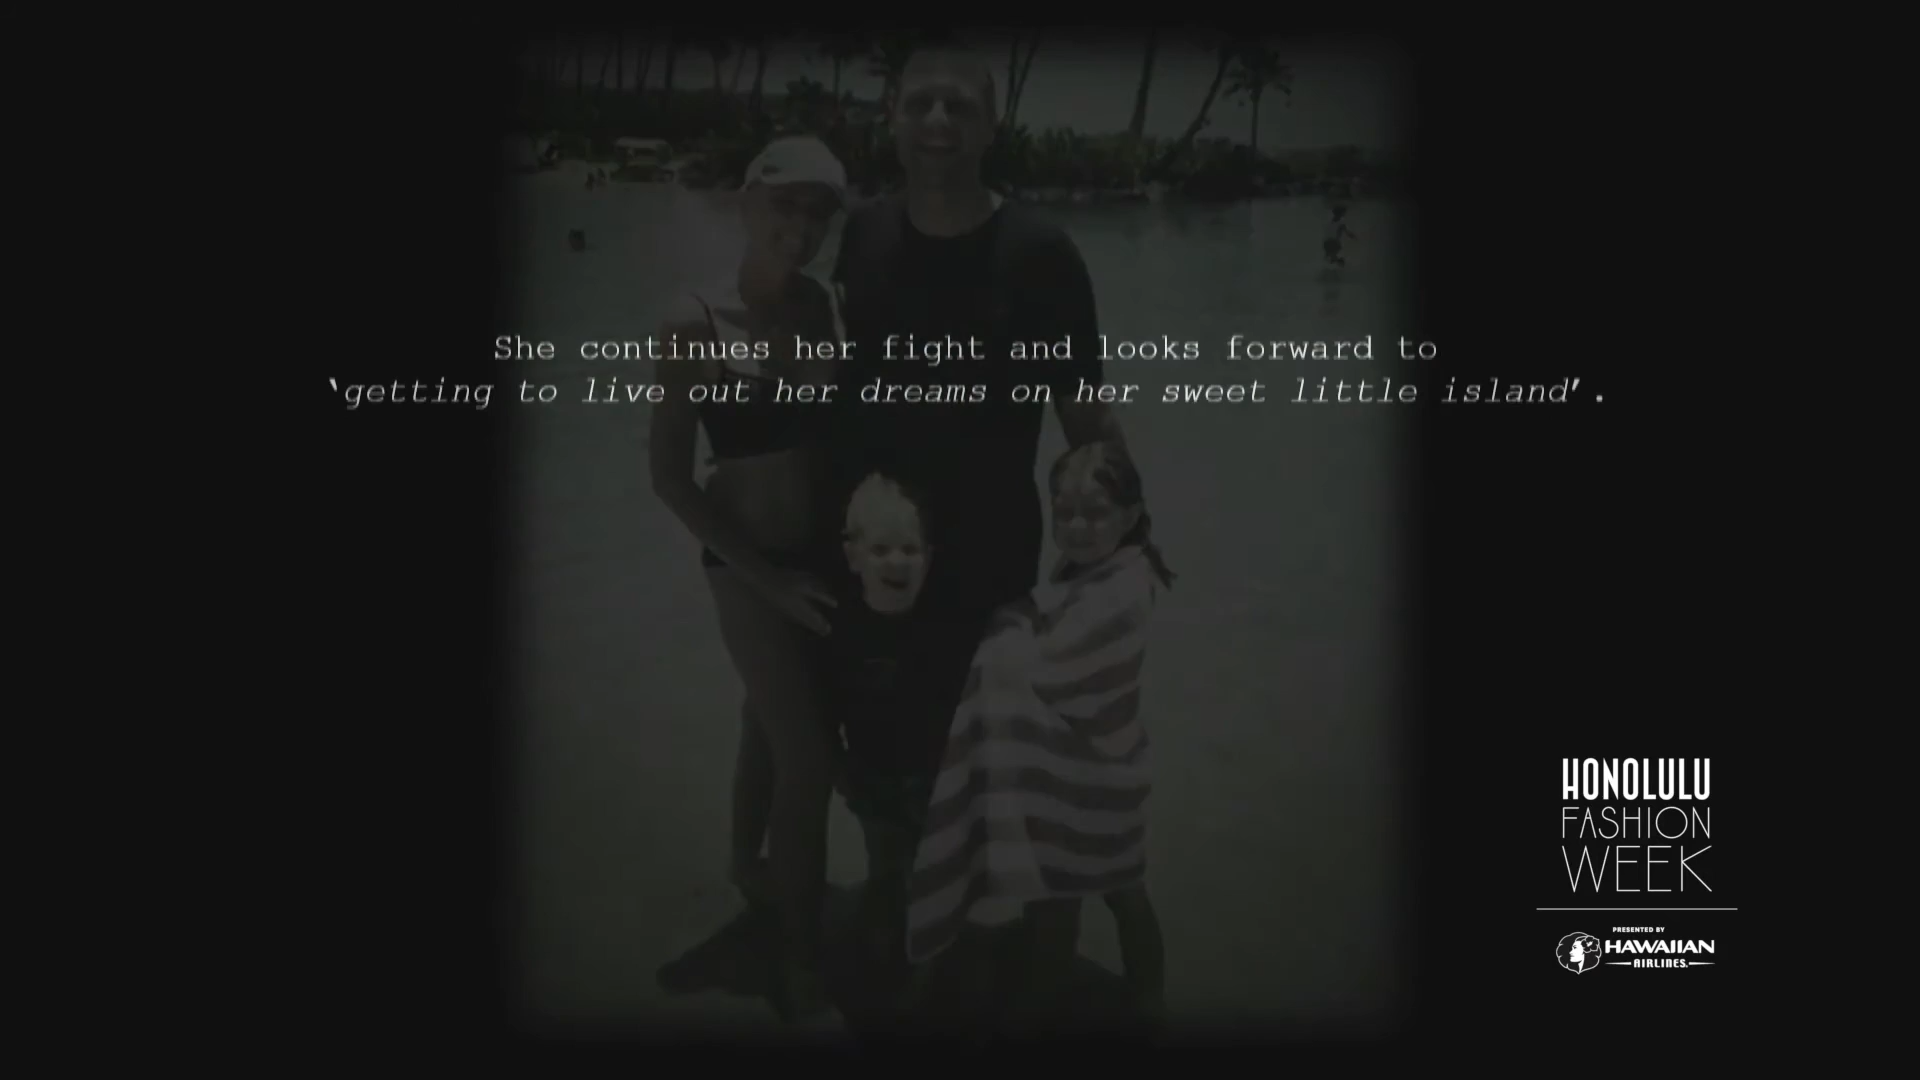 She continues her fight and looks forward to
‘getting to live out her dreams on her sweet little island’.
HONOLULU
FASHION
WEEK
PRESENTED BY
HAWAIIAN
AIRLINES.